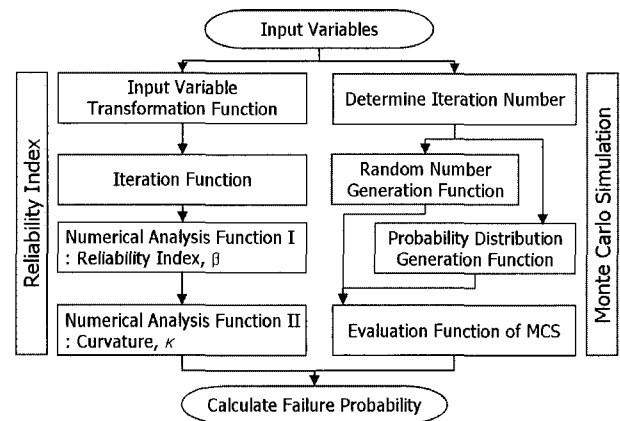 Input Variables
Reliability Index
Input Variable
Transformation Function
Iteration Function
Numerical Analysis Function I
: Reliability Index, β
Numerical Analysis Function II
: Curvature, κ
Determine Iteration Number
Random Number
Generation Function
Probability Distribution
Generation Function
Evaluation Function of MCS
Monte Carlo Simulation
Calculate Failure Probability